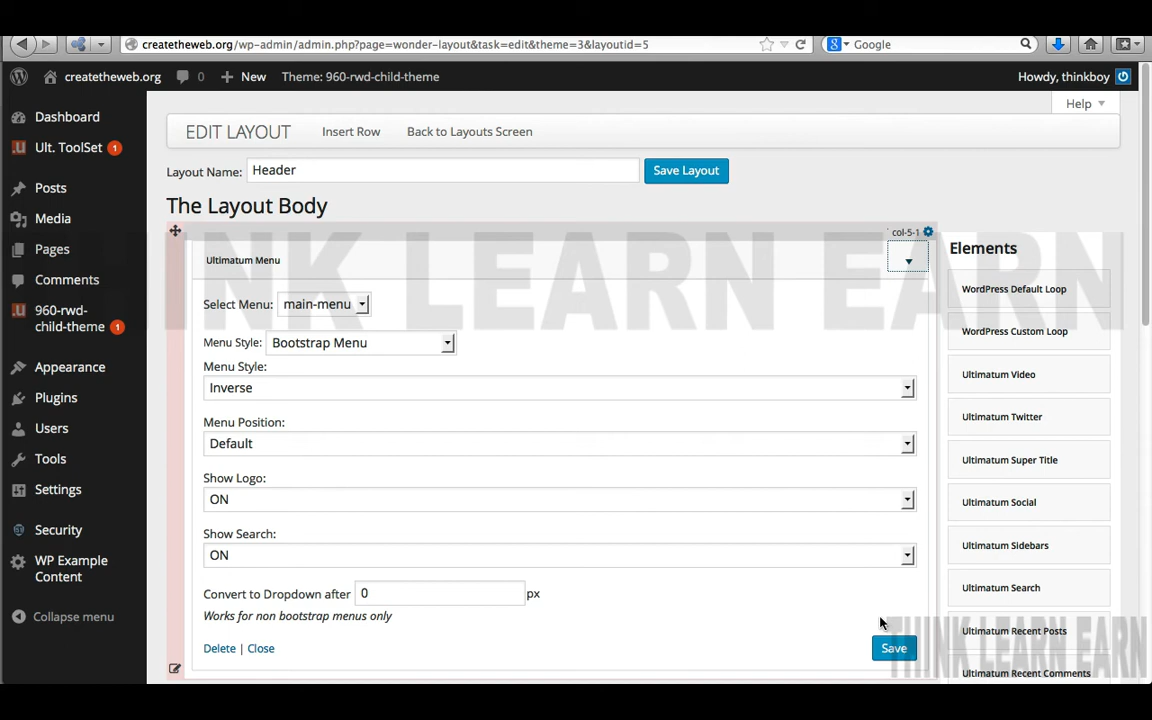 createtheweb.org/wp-admin/admin.php?page=wonder-layout&task=edit&theme=3&layoutid=5
Google
createtheweb.org
0
New
Theme: 960-rwd-child-theme
Howdy, thinkboy
Help
Dashboard
Ult. ToolSet 1
Posts
Media
Pages
Comments
960-rwd-
child-theme 1
Appearance
Plugins
Users
Tools
Settings
Security
WP Example
Content
Collapse menu
EDIT LAYOUT
Insert Row
Back to Layouts Screen
Layout Name:
Header
Save Layout
The Layout Body
col-5-1
Ultimatum Menu
THINK LEARN EARN
Select Menu:
main-menu
Menu Style:
Bootstrap Menu
Menu Style:
Inverse
Menu Position:
Default
Show Logo:
ON
Show Search:
ON
Convert to Dropdown after
0
px
Works for non bootstrap menus only
Delete | Close
Save
Elements
WordPress Default Loop
WordPress Custom Loop
Ultimatum Video
Ultimatum Twitter
Ultimatum Super Title
Ultimatum Social
Ultimatum Sidebars
Ultimatum Search
Ultimatum Recent Posts
Ultimatum Recent Comments
THINK LEARN EARN